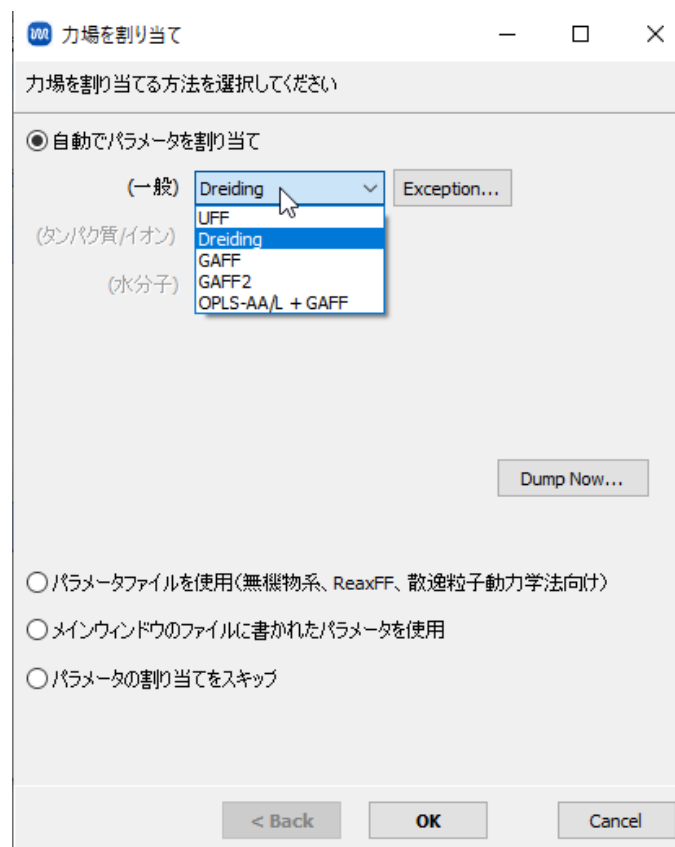 力場を割り当て
力場を割り当てる方法を選択してください
自動でパラメータを割り当て
(一般) Dreiding Exception...
UFF
(タンパク質/イオン) Dreiding
GAFF
(水分子) GAFF2
OPLS-AA/L + GAFF
Dump Now...
パラメータファイルを使用(無機物系、ReaxFF、散逸粒子動力学法向け)
メインウィンドウのファイルに書かれたパラメータを使用
パラメータの割り当てをスキップ
< Back OK Cancel